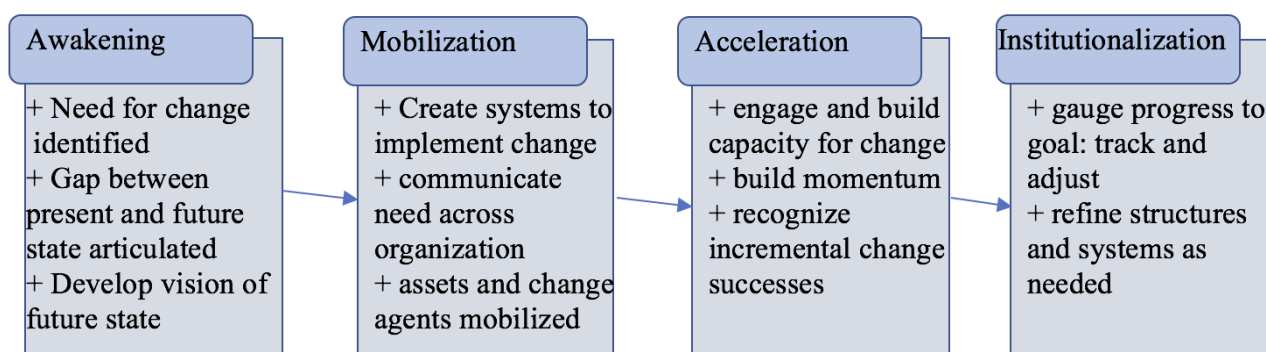 Awakening
+ Need for change
identified
+ Gap between
present and future
state articulated
+ Develop vision of
future state
Mobilization
+ Create systems to
implement change
+ communicate
need across
organization
+ assets and change
agents mobilized
Acceleration
+ engage and build
capacity for change
+ build momentum
+ recognize
incremental change
successes
Institutionalization
+ gauge progress to
goal: track and
adjust
+ refine structures
and systems as
needed